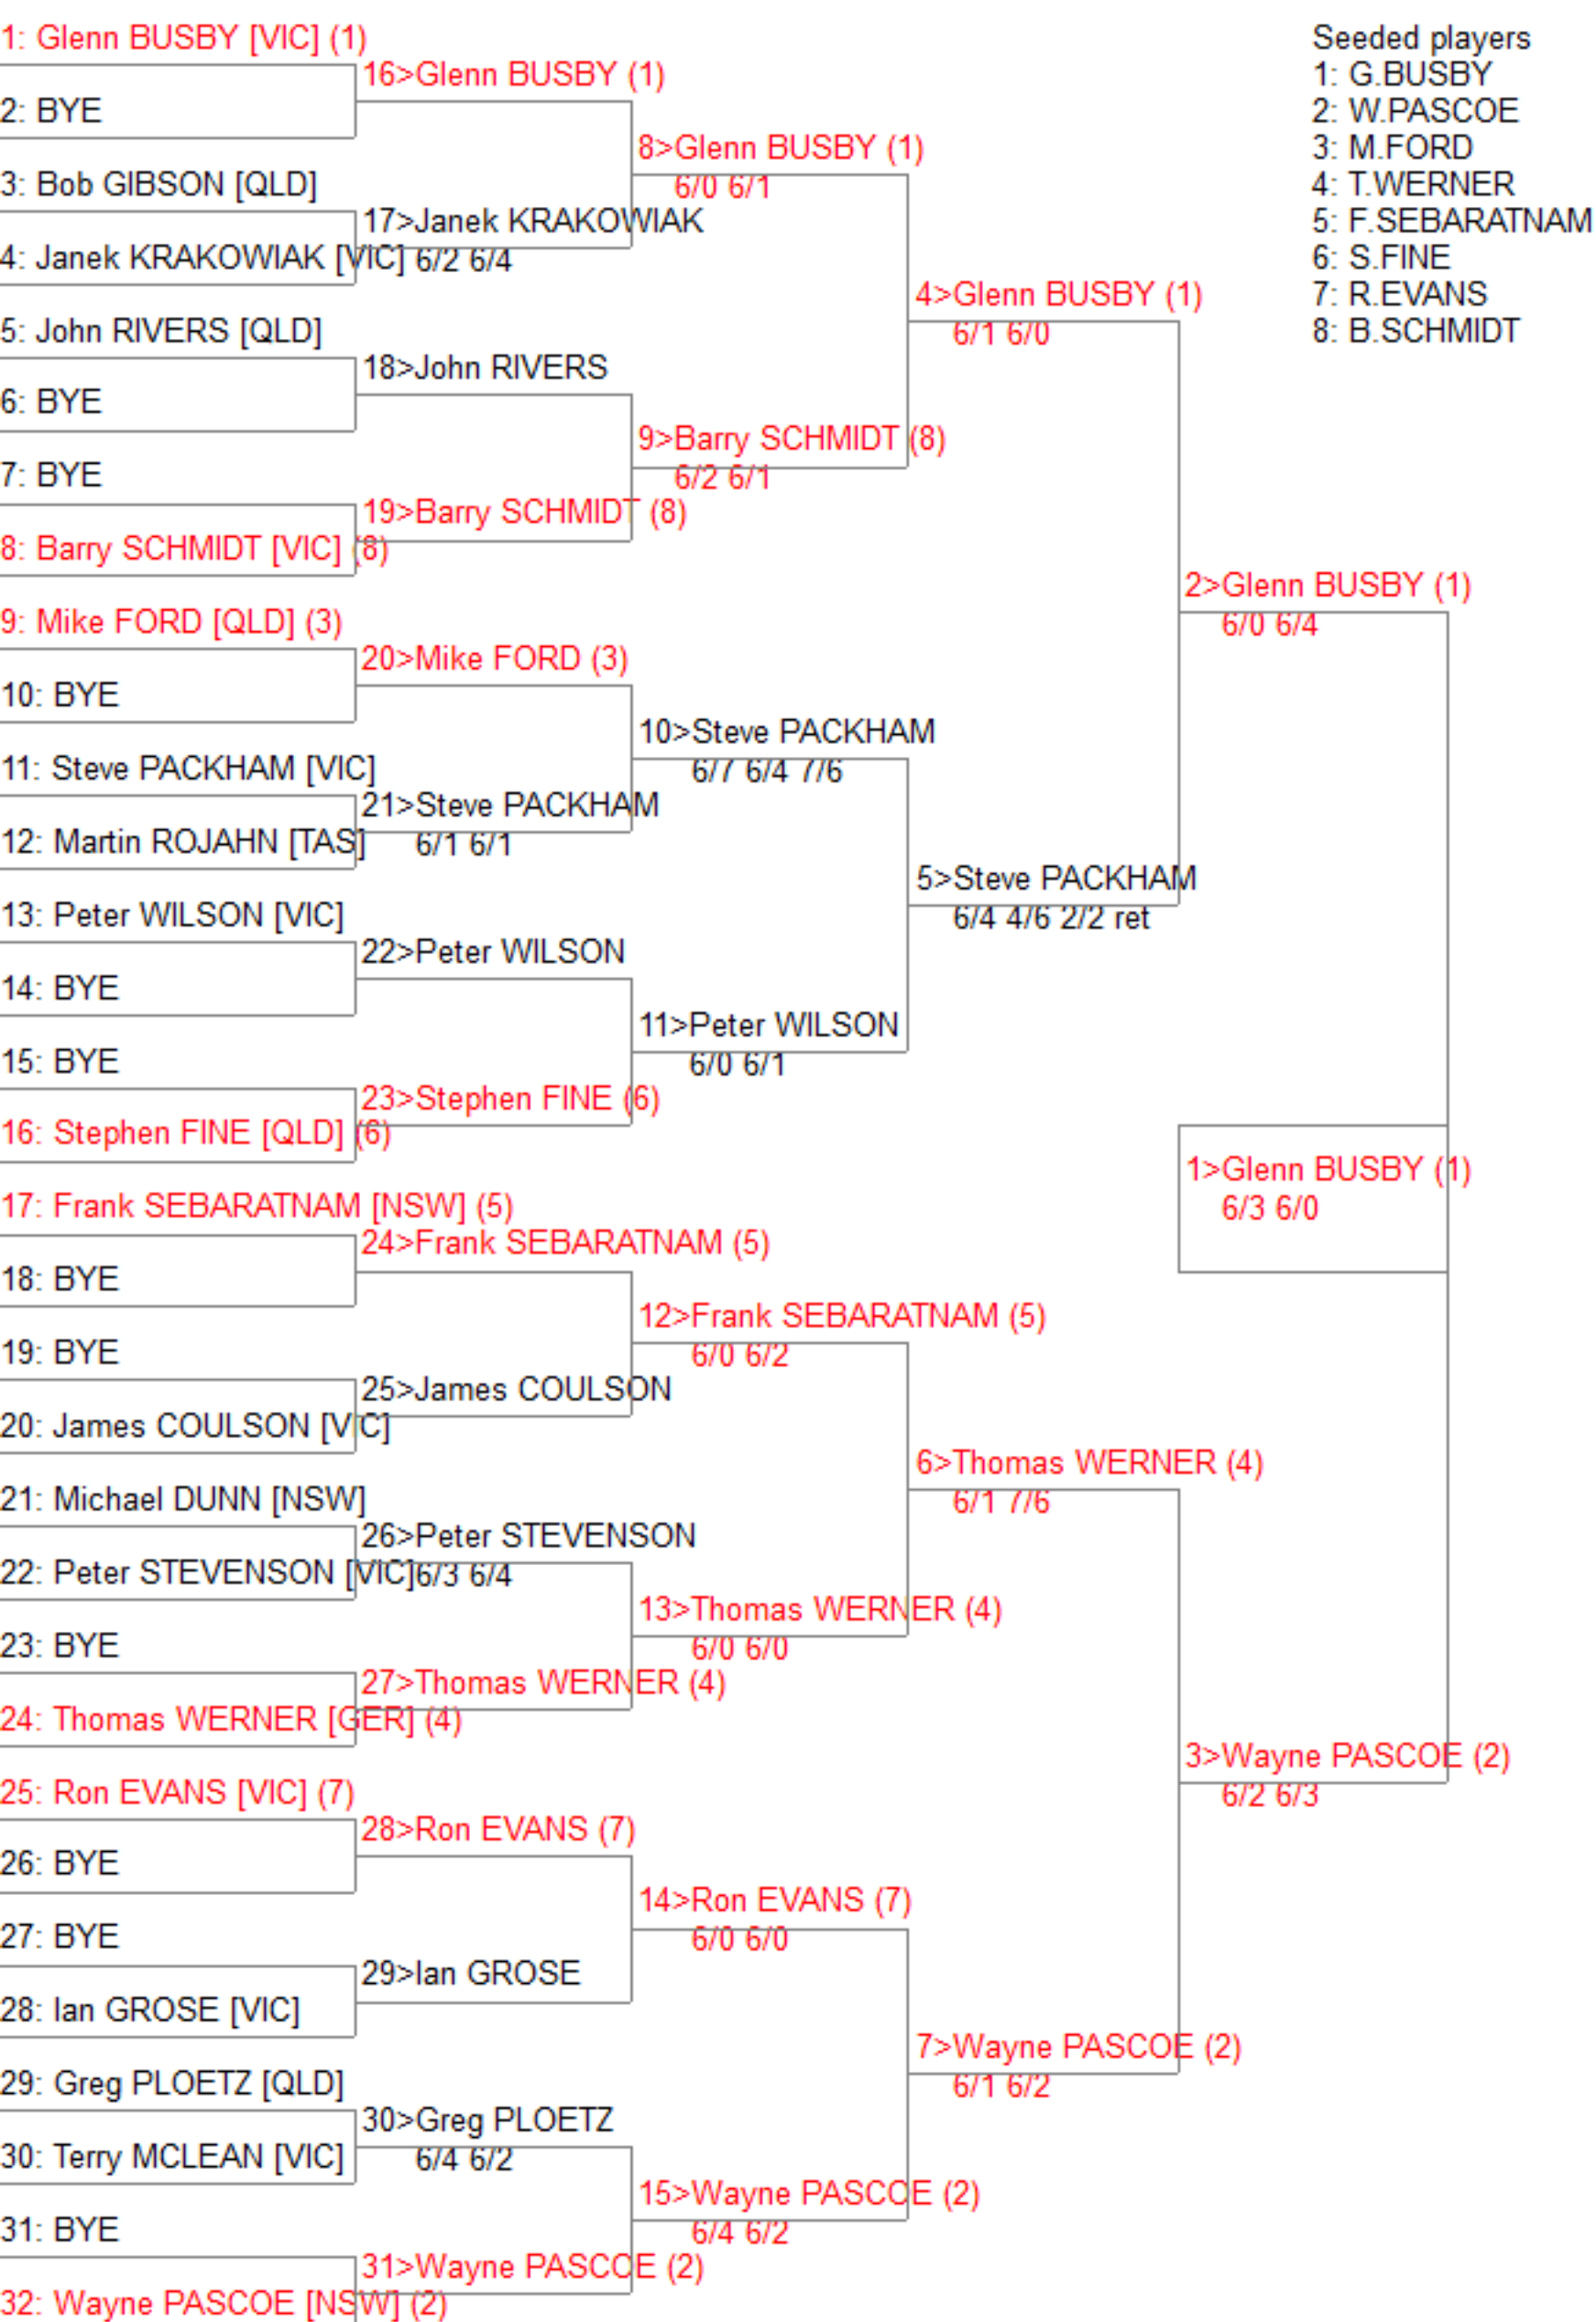 1: Glenn BUSBY [VIC] (1)
16>Glenn BUSBY (1)
2: BYE
8>Glenn BUSBY (1)
6/0 6/1
3: Bob GIBSON [QLD]
17>Janek KRAKOWIAK
6/2 6/4
4: Janek KRAKOWIAK [VIC]
4>Glenn BUSBY (1)
6/1 6/0
5: John RIVERS [QLD]
18>John RIVERS
6: BYE
9>Barry SCHMIDT (8)
6/2 6/1
7: BYE
19>Barry SCHMIDT (8)
8: Barry SCHMIDT [VIC] (8)
2>Glenn BUSBY (1)
6/0 6/4
9: Mike FORD [QLD] (3)
20>Mike FORD (3)
10: BYE
10>Steve PACKHAM
6/7 6/4 7/6
11: Steve PACKHAM [VIC]
21>Steve PACKHAM
6/1 6/1
12: Martin ROJAHN [TAS]
5>Steve PACKHAM
6/4 4/6 2/2 ret
13: Peter WILSON [VIC]
22>Peter WILSON
14: BYE
11>Peter WILSON
6/0 6/1
15: BYE
23>Stephen FINE (6)
16: Stephen FINE [QLD] (6)
1>Glenn BUSBY (1)
6/3 6/0
17: Frank SEBARATNAM [NSW] (5)
24>Frank SEBARATNAM (5)
18: BYE
12>Frank SEBARATNAM (5)
6/0 6/2
19: BYE
25>James COULSON
20: James COULSON [VIC]
6>Thomas WERNER (4)
6/1 7/6
21: Michael DUNN [NSW]
26>Peter STEVENSON
6/3 6/4
22: Peter STEVENSON [VIC]
13>Thomas WERNER (4)
6/0 6/0
23: BYE
27>Thomas WERNER (4)
24: Thomas WERNER [GER] (4)
3>Wayne PASCOE (2)
6/2 6/3
25: Ron EVANS [VIC] (7)
28>Ron EVANS (7)
26: BYE
14>Ron EVANS (7)
6/0 6/0
27: BYE
29>Ian GROSE
28: Ian GROSE [VIC]
7>Wayne PASCOE (2)
6/1 6/2
29: Greg PLOETZ [QLD]
30>Greg PLOETZ
6/4 6/2
30: Terry MCLEAN [VIC]
15>Wayne PASCOE (2)
6/4 6/2
31: BYE
31>Wayne PASCOE (2)
32: Wayne PASCOE [NSW] (2)
Seeded players
1: G.BUSBY
2: W.PASCOE
3: M.FORD
4: T.WERNER
5: F.SEBARATNAM
6: S.FINE
7: R.EVANS
8: B.SCHMIDT